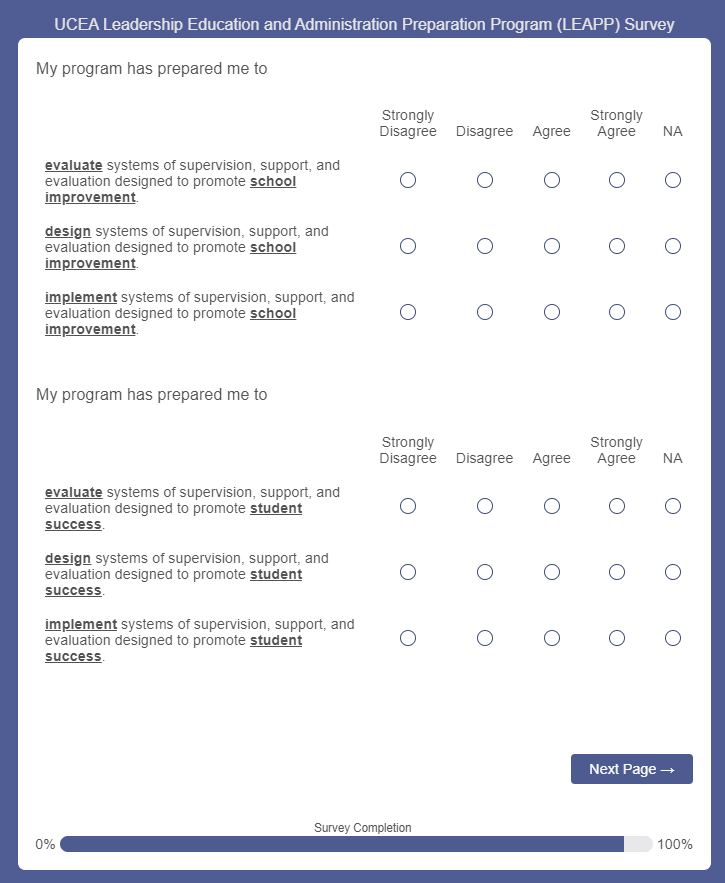 UCEA Leadership Education and Administration Preparation Program (LEAPP) Survey
My program has prepared me to
Strongly Disagree Disagree Agree Strongly Agree NA
evaluate systems of supervision, support, and
evaluation designed to promote school
improvement.
design systems of supervision, support, and
evaluation designed to promote school
improvement.
implement systems of supervision, support, and
evaluation designed to promote school
improvement.
My program has prepared me to
Strongly Disagree Disagree Agree Strongly Agree NA
evaluate systems of supervision, support, and
evaluation designed to promote student
success.
design systems of supervision, support, and
evaluation designed to promote student
success.
implement systems of supervision, support, and
evaluation designed to promote student
success.
Next Page →
Survey Completion
0% 100%